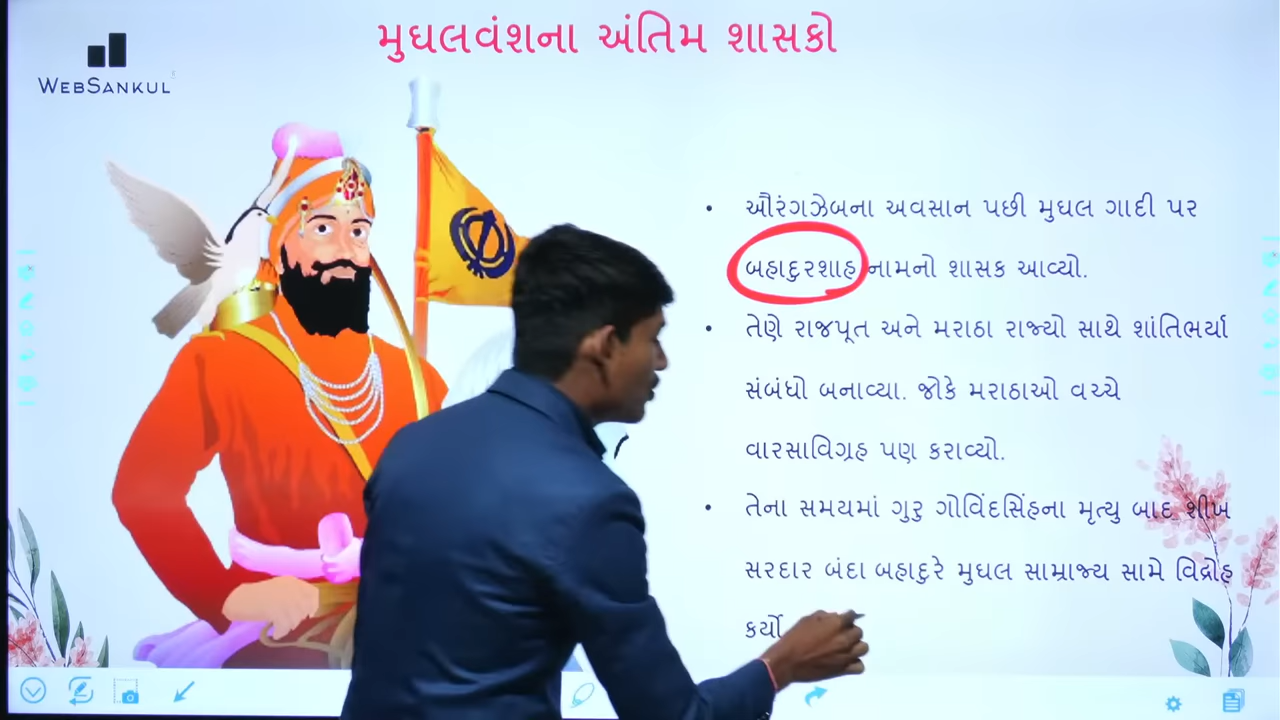 મુઘલવંશના અંતિમ શાસકો
WEBSANKUL
• ઔરંગઝેબના અવસાન પછી મુઘલ ગાદી પર
બહાદુરશાહ નામનો શાસક આવ્યો.
• તેણે રાજપૂત અને મરાઠા રાજ્યો સાથે શાંતિભર્યા
સંબંધો બનાવ્યા. જોકે મરાઠાઓ વચ્ચે
વારસાવિગ્રહ પણ કરાવ્યો.
• તેના સમયમાં ગુરુ ગોવિંદસિંહના મૃત્યુ બાદ શીખ
સરદાર બંદા બહાદુરે મુઘલ સામ્રાજ્ય સામે વિદ્રોહ
કર્યો